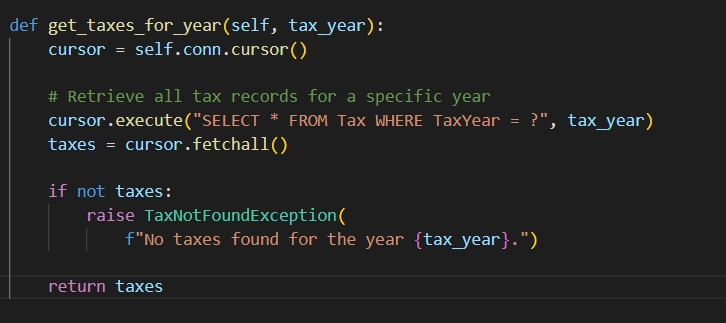 def get_taxes_for_year(self, tax_year):
    cursor = self.conn.cursor()

    # Retrieve all tax records for a specific year
    cursor.execute("SELECT * FROM Tax WHERE TaxYear = ?", tax_year)
    taxes = cursor.fetchall()

    if not taxes:
        raise TaxNotFoundException(
            f"No taxes found for the year {tax_year}.")

    return taxes